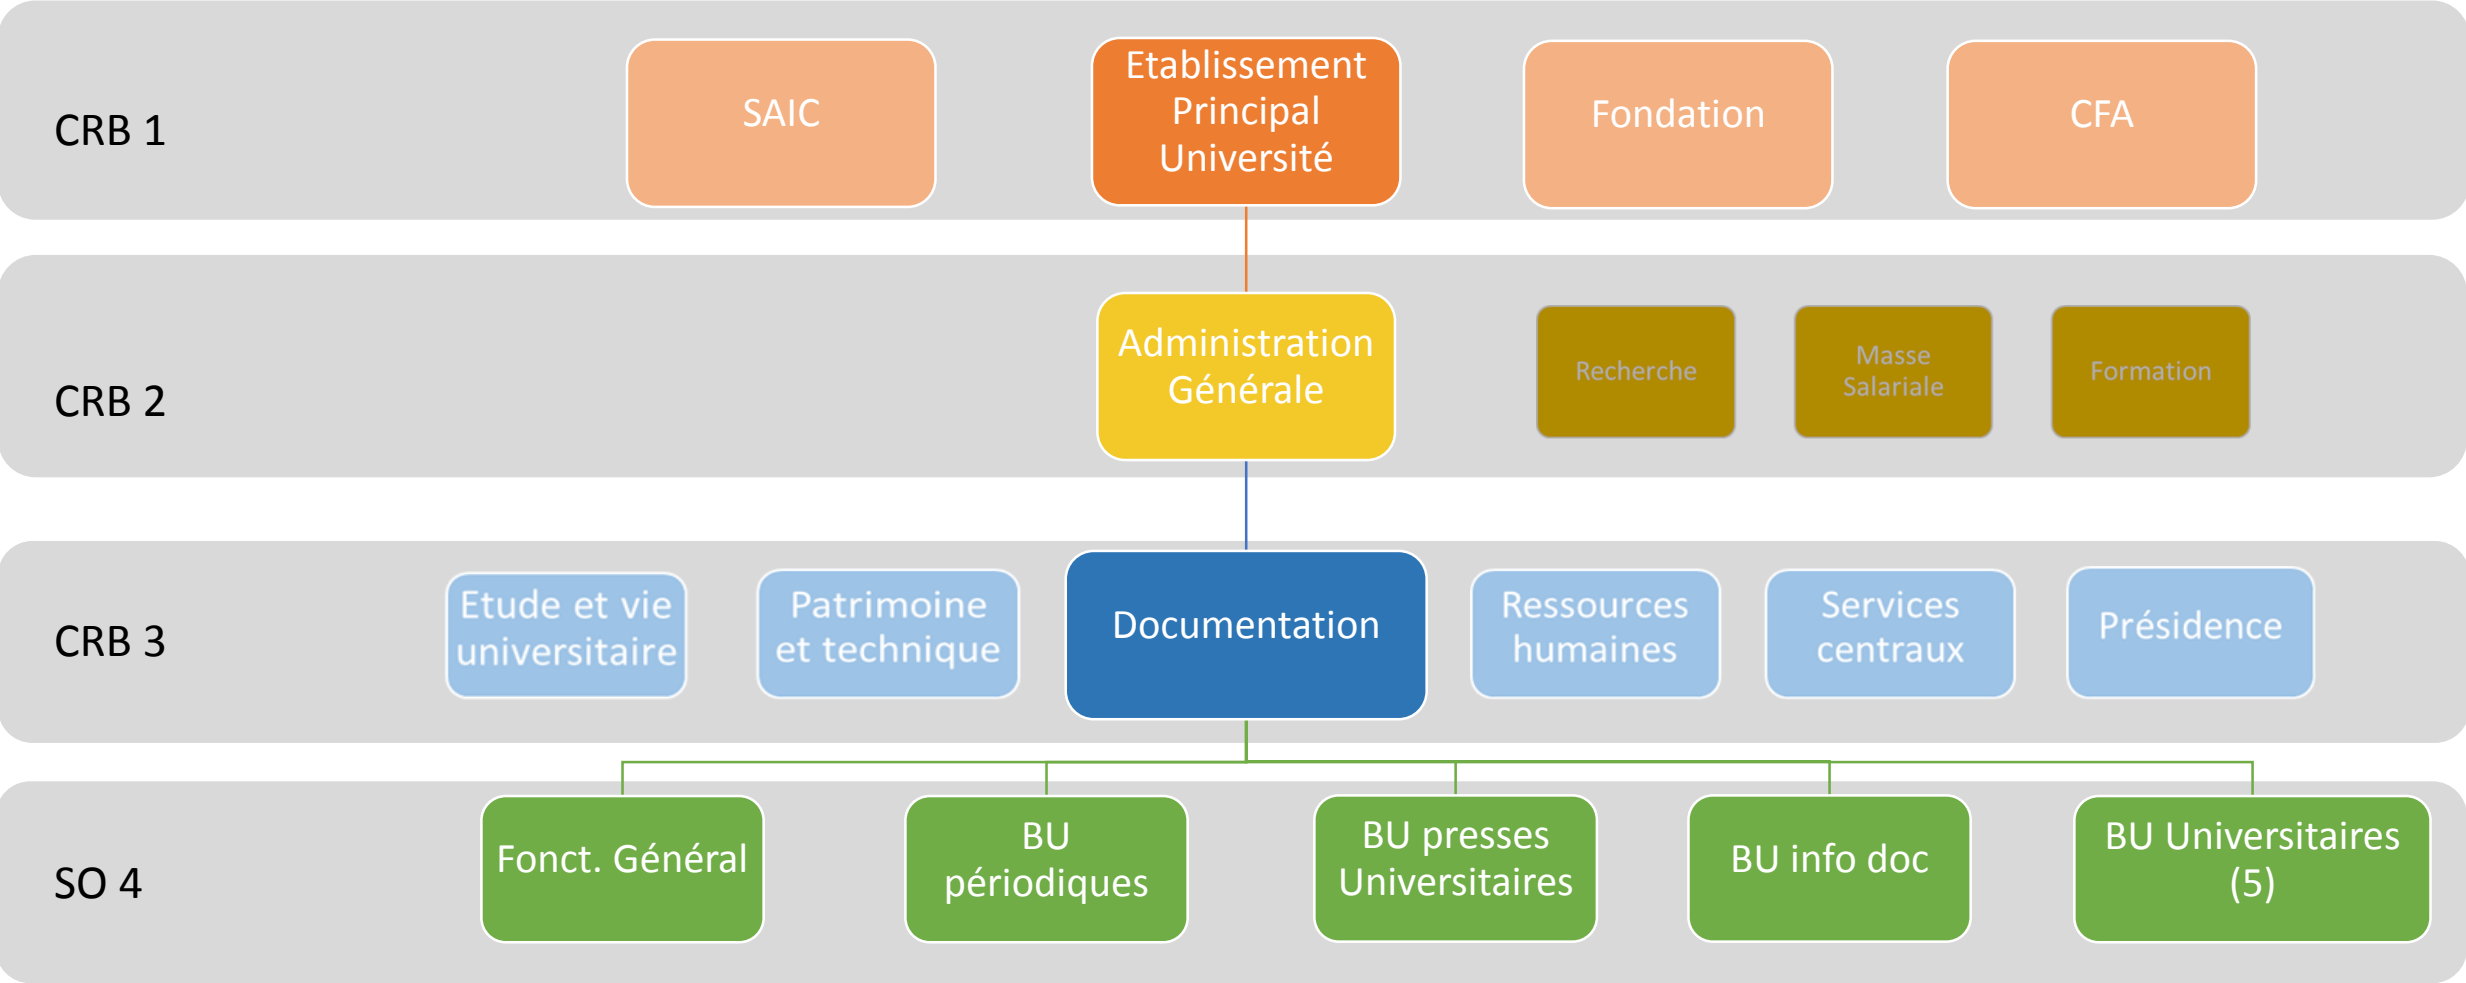 CRB 1
SAIC
Etablissement
Principal
Université
Fondation
CFA
CRB 2
Administration
Générale
Recherche
Masse
Salariale
Formation
CRB 3
Etude et vie
universitaire
Patrimoine
et technique
Documentation
Ressources
humaines
Services
centraux
Présidence
SO 4
Fonct. Général
BU
périodiques
BU presses
Universitaires
BU info doc
BU Universitaires
(5)